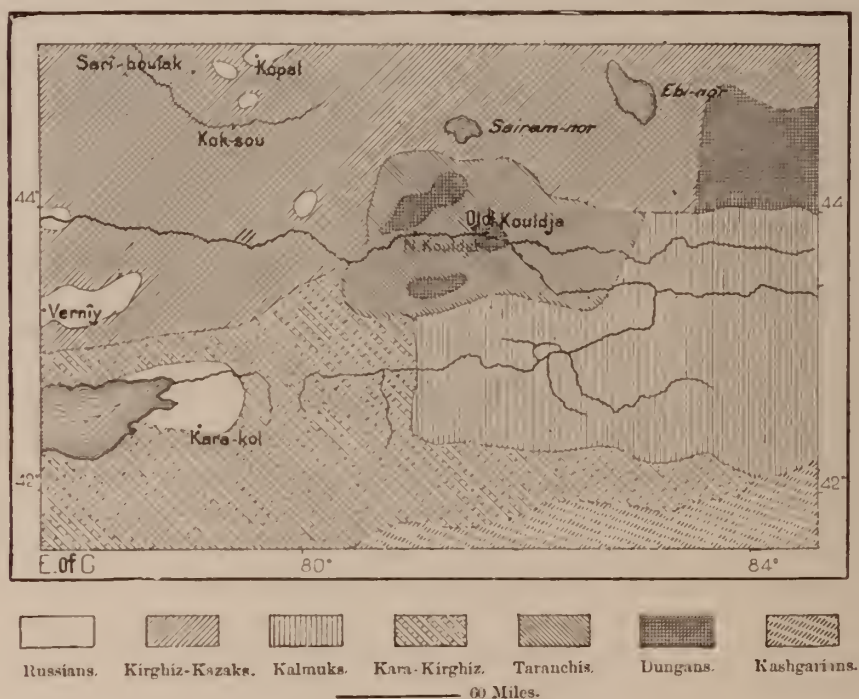 Sari-boulak
Kopal
Kok-sou
Sairam-nor
Ebi-nor
44°
44
Old Kouldja
N. Kouldja
Verniy
Kara-kol
42°
42°
E. of G
80°
84°
Russians. Kirghiz-Kazaks. Kalmuks. Kara-Kirghiz. Taranchis. Dungans. Kashgarians.
60 Miles.